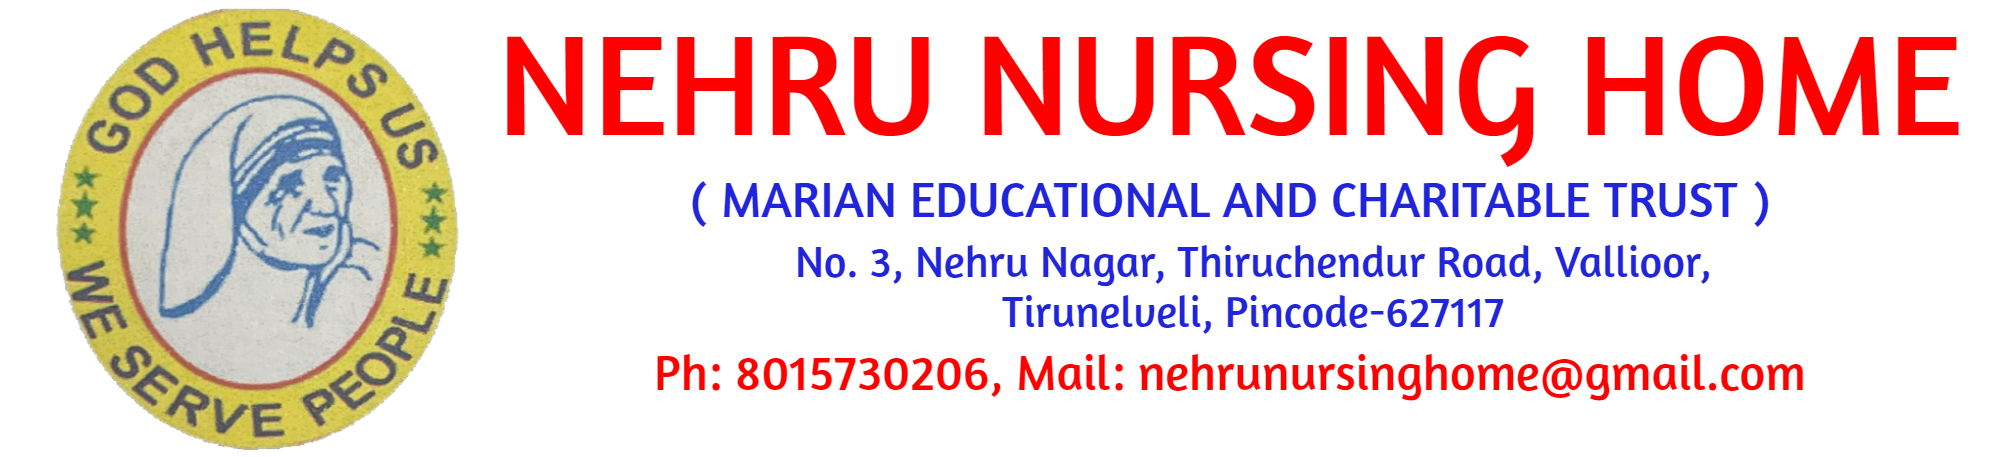 GOD HELPS US
WE SERVE PEOPLE
NEHRU NURSING HOME
( MARIAN EDUCATIONAL AND CHARITABLE TRUST )
No. 3, Nehru Nagar, Thiruchendur Road, Vallioor,
Tirunelveli, Pincode-627117
Ph: 8015730206, Mail: nehrunursinghome@gmail.com